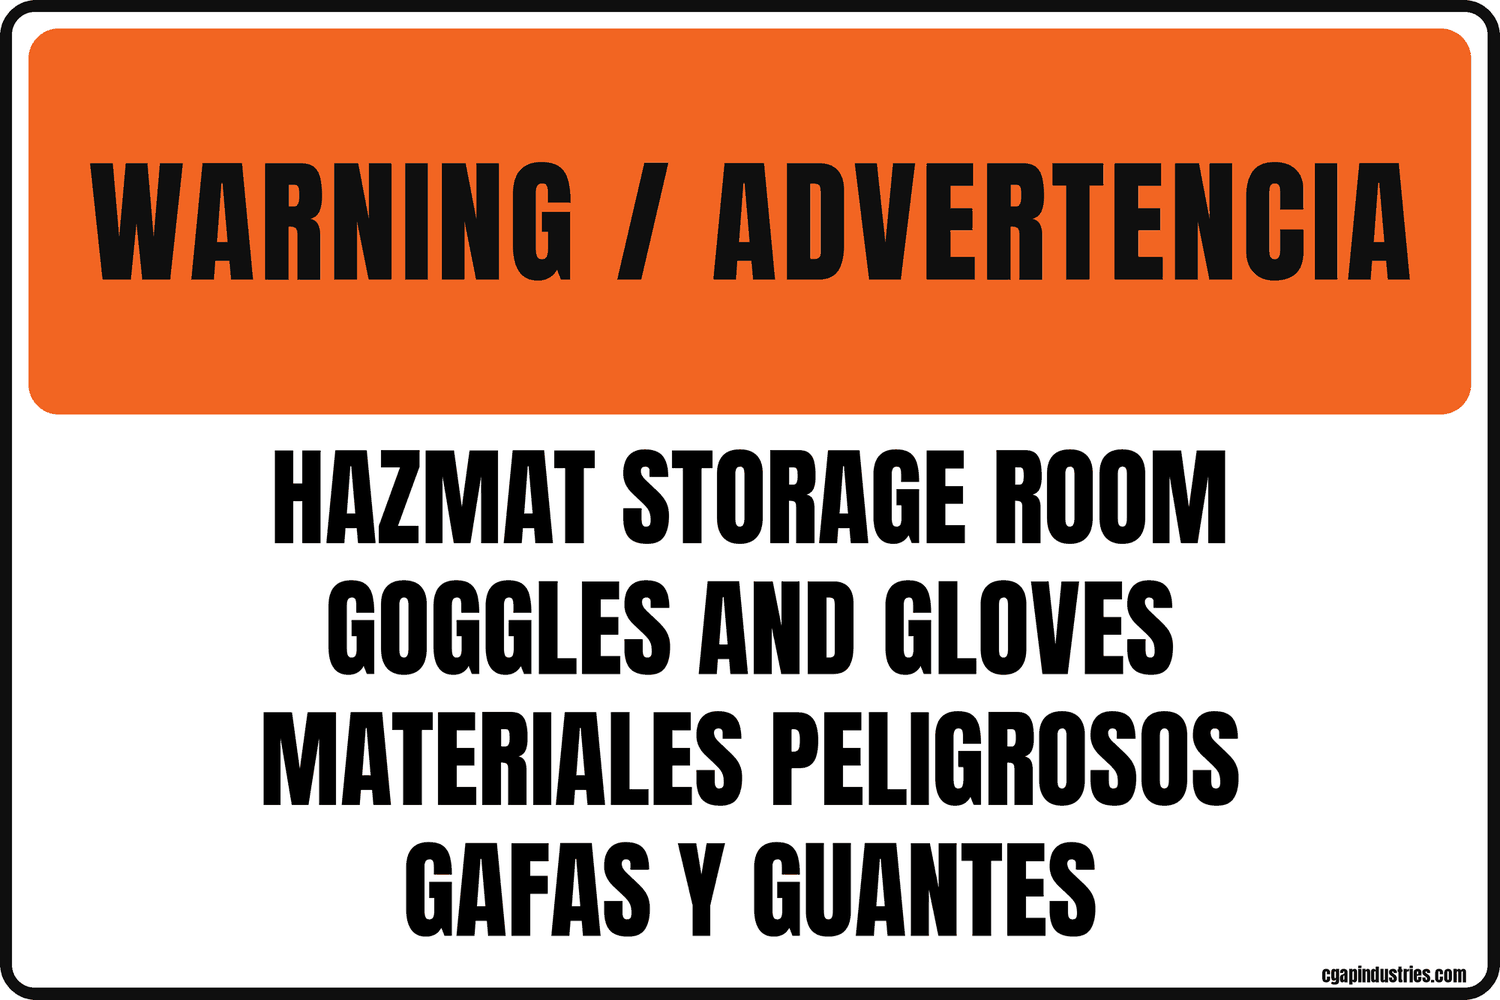 WARNING / ADVERTENCIA
HAZMAT STORAGE ROOM
GOGGLES AND GLOVES
MATERIALES PELIGROSOS
GAFAS Y GUANTES
cgapindustries.com